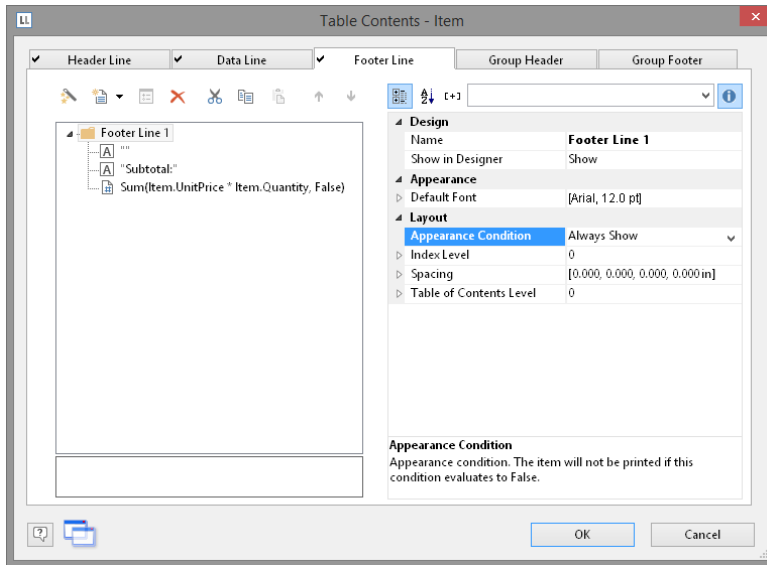 LL
Table Contents - Item
Header Line
Data Line
Footer Line
Group Header
Group Footer
[+]
Footer Line 1
A ""
A "Subtotal:"
# Sum(Item.UnitPrice * Item.Quantity, False)
Design
Name Footer Line 1
Show in Designer Show
Appearance
Default Font [Arial, 12.0 pt]
Layout
Appearance Condition Always Show
Index Level 0
Spacing [0.000, 0.000, 0.000, 0.000 in]
Table of Contents Level 0
Appearance Condition
Appearance condition. The item will not be printed if this
condition evaluates to False.
OK
Cancel